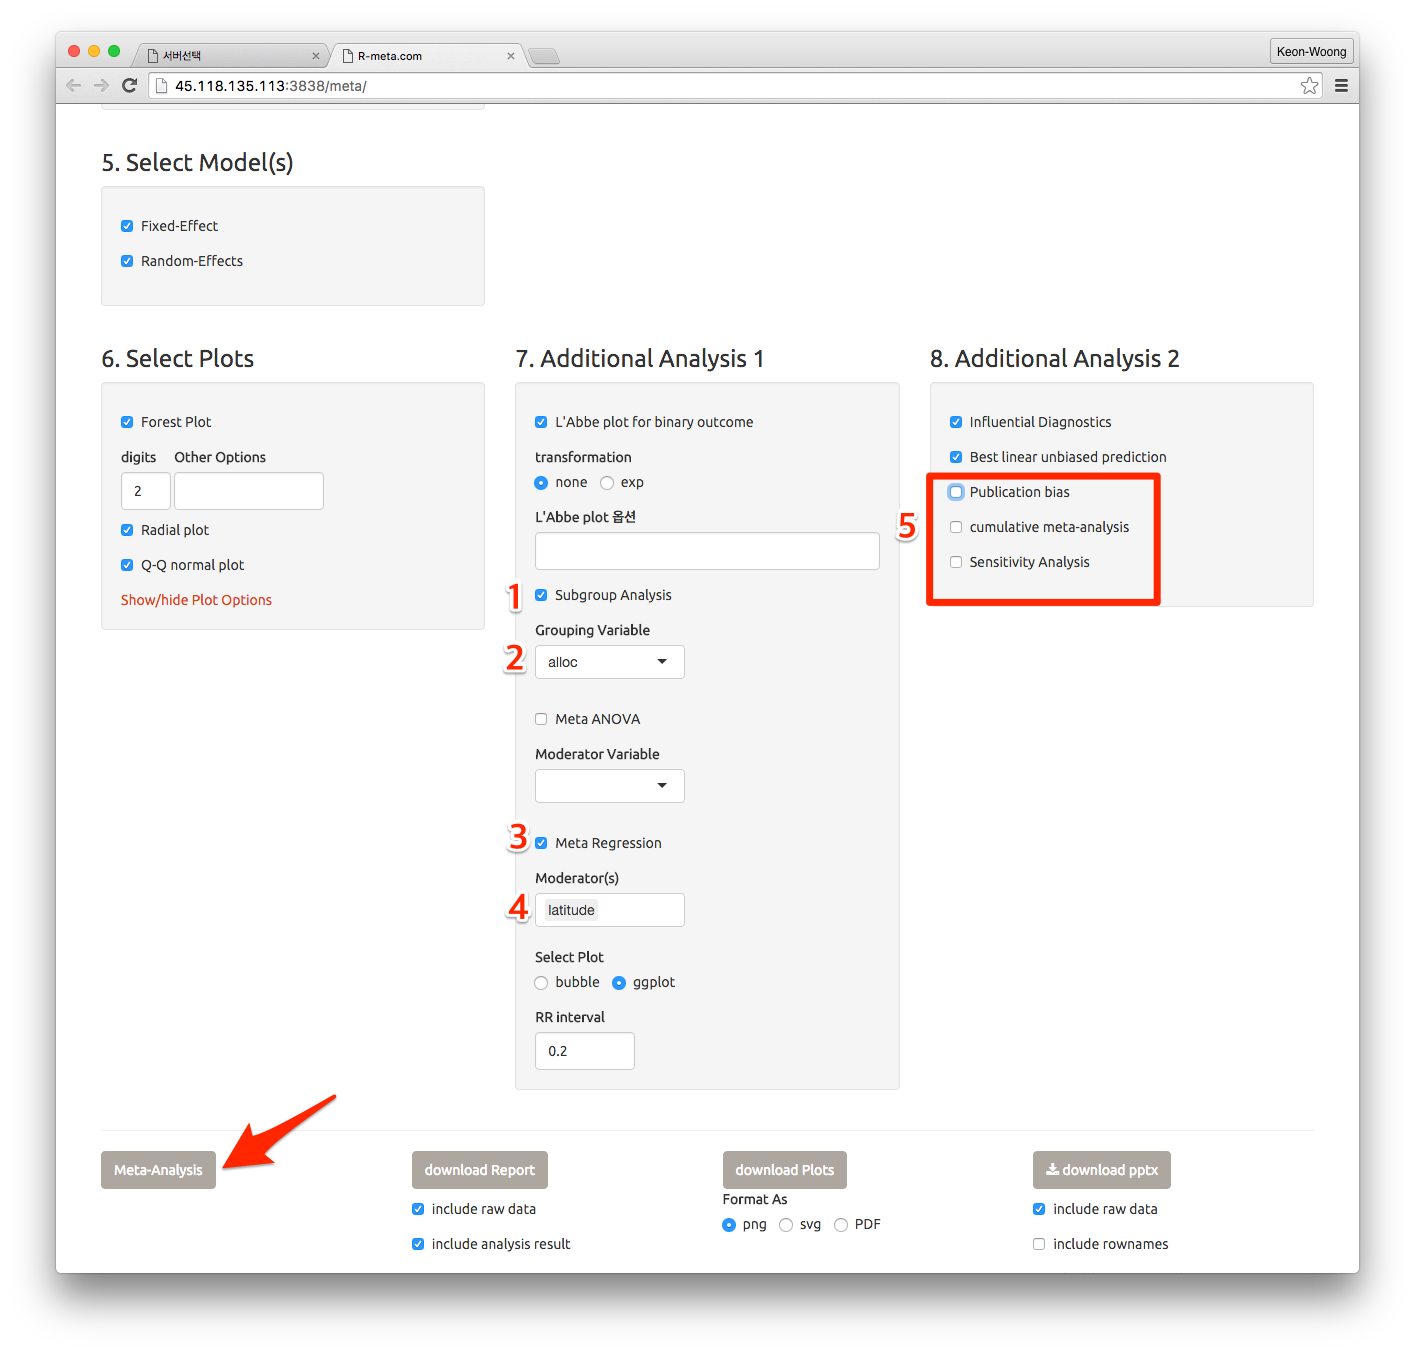 서버선택
R-meta.com
Keon-Woong
45.118.135.113:3838/meta/
5. Select Model(s)
Fixed-Effect
Random-Effects
6. Select Plots
Forest Plot
digits Other Options
2
Radial plot
Q-Q normal plot
Show/hide Plot Options
7. Additional Analysis 1
L'Abbe plot for binary outcome
transformation
none exp
L'Abbe plot 옵션
1 Subgroup Analysis
Grouping Variable
2 alloc
Meta ANOVA
Moderator Variable
3 Meta Regression
Moderator(s)
4 latitude
Select Plot
bubble ggplot
RR interval
0.2
8. Additional Analysis 2
Influential Diagnostics
Best linear unbiased prediction
Publication bias
5 cumulative meta-analysis
Sensitivity Analysis
Meta-Analysis
download Report
include raw data
include analysis result
download Plots
Format As
png svg PDF
download pptx
include raw data
include rownames